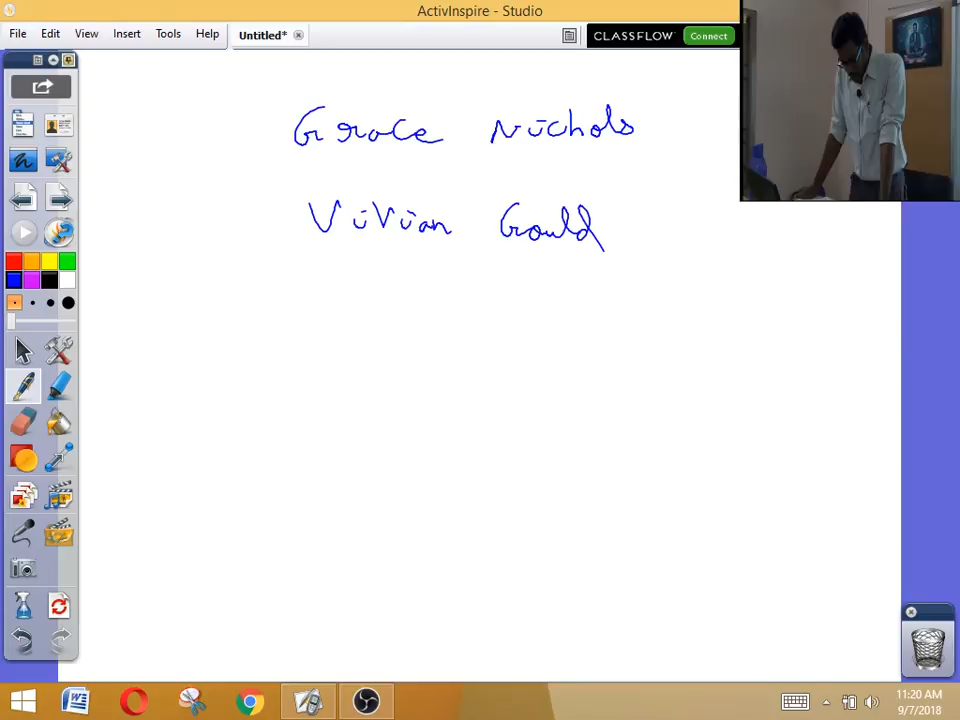 ActivInspire - Studio
File Edit View Insert Tools Help Untitled* CLASSFLOW Connect
Grace Nichols
Vivian Gould
11:20 AM
9/7/2018